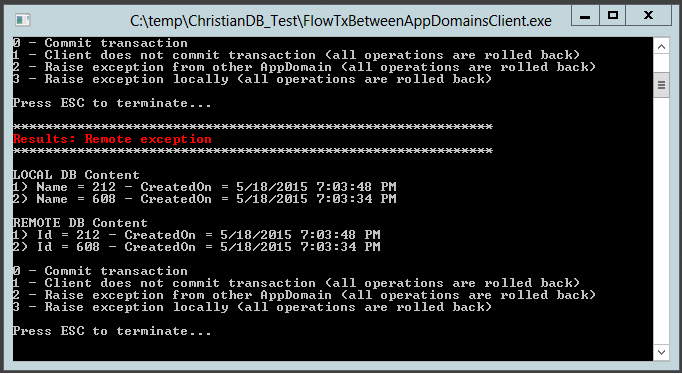 C:\temp\ChristianDB_Test\FlowTxBetweenAppDomainsClient.exe
0 - Commit transaction
1 - Client does not commit transaction (all operations are rolled back)
2 - Raise exception from other AppDomain (all operations are rolled back)
3 - Raise exception locally (all operations are rolled back)
Press ESC to terminate...
************************************************************
Results: Remote exception
************************************************************
LOCAL DB Content
1) Name = 212 - CreatedOn = 5/18/2015 7:03:48 PM
2) Name = 608 - CreatedOn = 5/18/2015 7:03:34 PM
REMOTE DB Content
1) Id = 212 - CreatedOn = 5/18/2015 7:03:48 PM
2) Id = 608 - CreatedOn = 5/18/2015 7:03:34 PM
0 - Commit transaction
1 - Client does not commit transaction (all operations are rolled back)
2 - Raise exception from other AppDomain (all operations are rolled back)
3 - Raise exception locally (all operations are rolled back)
Press ESC to terminate...